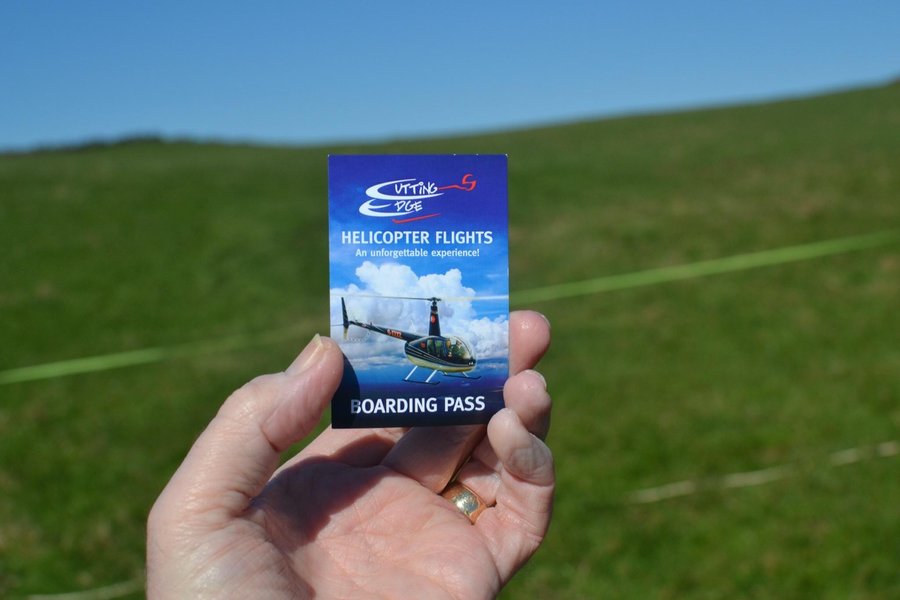 CUTTING
EDGE
HELICOPTER FLIGHTS
An unforgettable experience!
BOARDING PASS